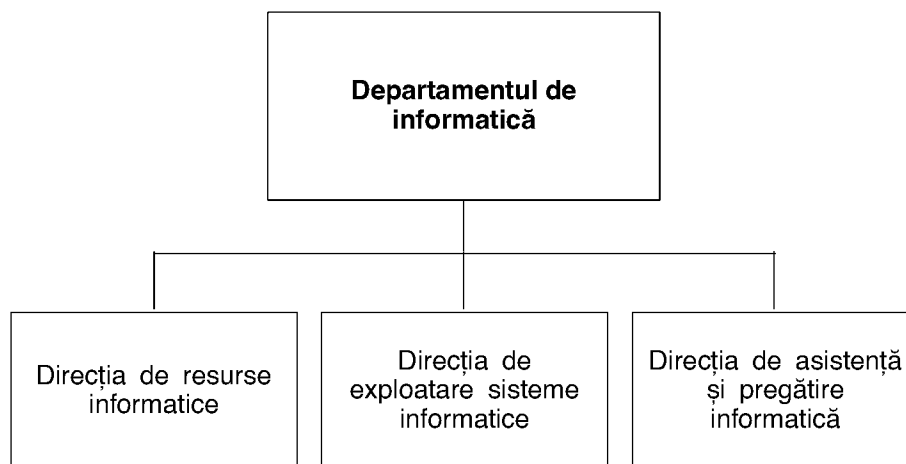 Departamentul de
informatică
Direcția de resurse
informatice
Direcția de
exploatare sisteme
informatice
Direcția de asistență
și pregătire
informatică